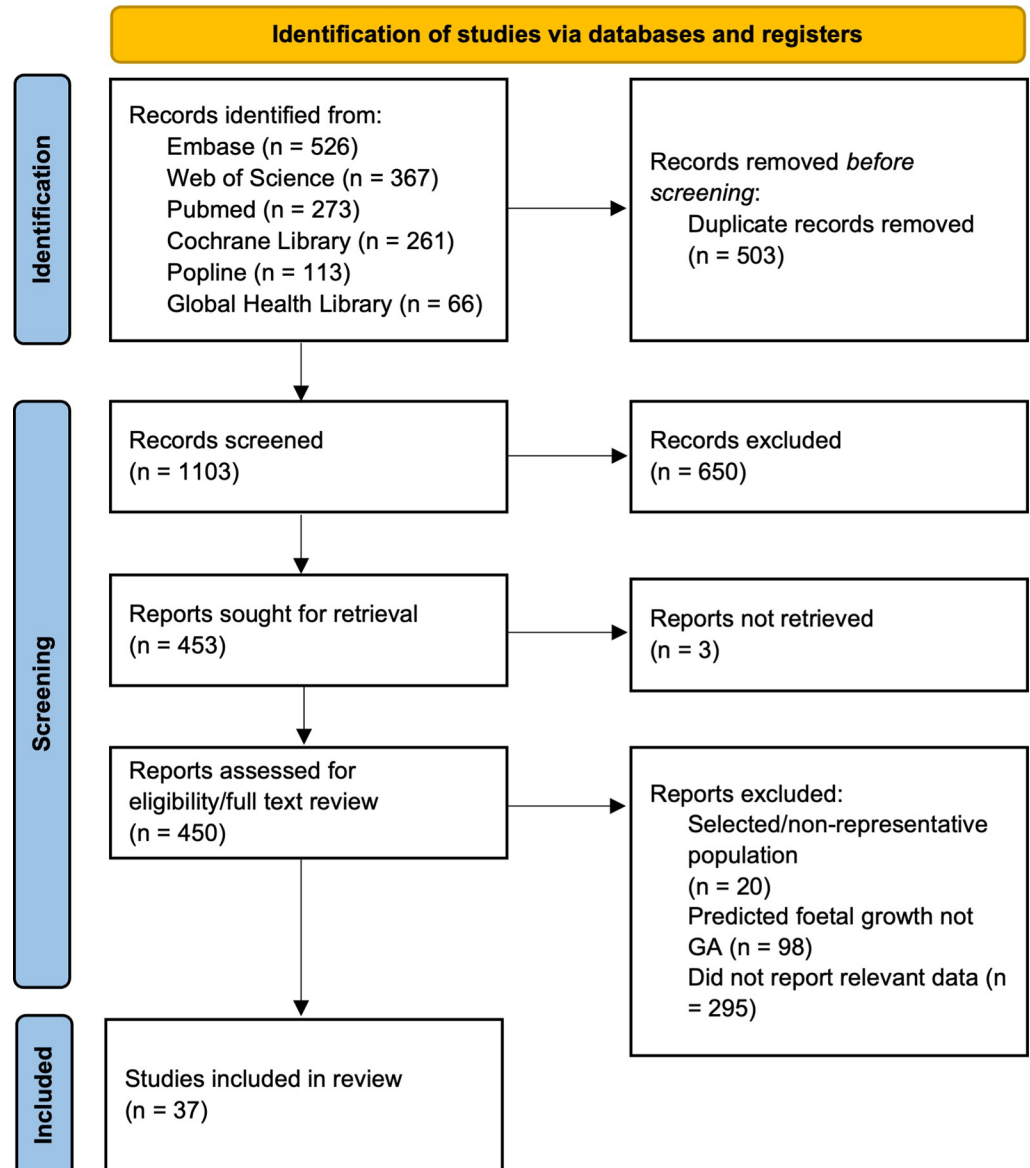 Identification of studies via databases and registers
Identification
Records identified from:
Embase (n = 526)
Web of Science (n = 367)
Pubmed (n = 273)
Cochrane Library (n = 261)
Popline (n = 113)
Global Health Library (n = 66)
Records removed before
screening:
Duplicate records removed
(n = 503)
Screening
Records screened
(n = 1103)
Records excluded
(n = 650)
Reports sought for retrieval
(n = 453)
Reports not retrieved
(n = 3)
Reports assessed for
eligibility/full text review
(n = 450)
Reports excluded:
Selected/non-representative
population
(n = 20)
Predicted foetal growth not
GA (n = 98)
Did not report relevant data (n
= 295)
Included
Studies included in review
(n = 37)